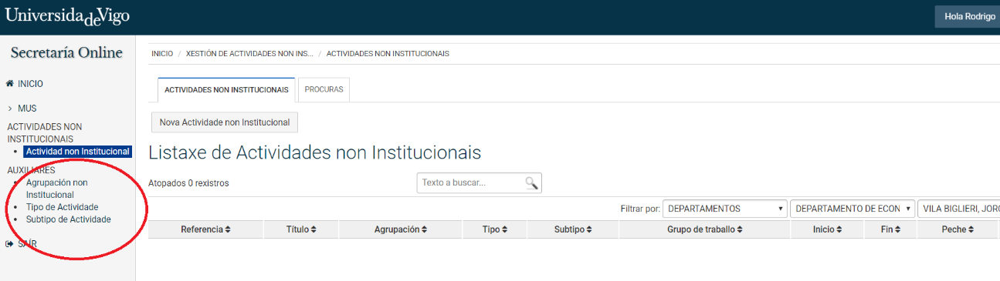 UniversidadeVigo
Hola Rodrigo
Secretaría Online
INICIO
MUS
ACTIVIDADES NON
INSTITUCIONAIS
Actividad non Institucional
AUXILIARES
Agrupación non
Institucional
Tipo de Actividade
Subtipo de Actividade
SAÍR
INICIO / XESTIÓN DE ACTIVIDADES NON INS... / ACTIVIDADES NON INSTITUCIONAIS
ACTIVIDADES NON INSTITUCIONAIS PROCURAS
Nova Actividade non Institucional
Listaxe de Actividades non Institucionais
Atopados 0 rexistros Texto a buscar...
Filtrar por: DEPARTAMENTOS DEPARTAMENTO DE ECON VILA BIGLIERI, JOR
Referencia Título Agrupación Tipo Subtipo Grupo de traballo Inicio Fin Peche